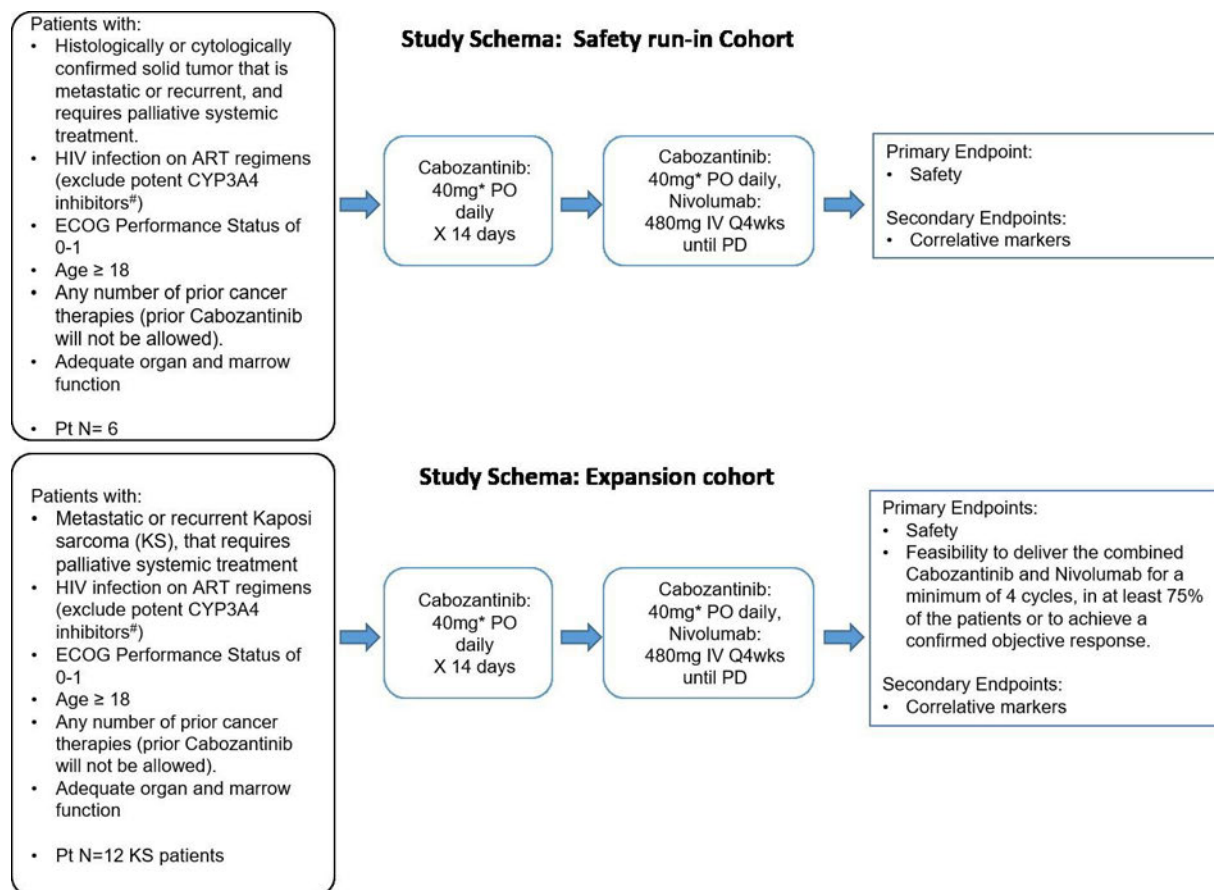 Study Schema: Safety run-in Cohort
Patients with:
• Histologically or cytologically
confirmed solid tumor that is
metastatic or recurrent, and
requires palliative systemic
treatment.
• HIV infection on ART regimens
(exclude potent CYP3A4
inhibitors#)
• ECOG Performance Status of
0-1
• Age ≥ 18
• Any number of prior cancer
therapies (prior Cabozantinib
will not be allowed).
• Adequate organ and marrow
function
• Pt N= 6
Cabozantinib:
40mg* PO
daily
X 14 days
Cabozantinib:
40mg* PO daily,
Nivolumab:
480mg IV Q4wks
until PD
Primary Endpoint:
• Safety
Secondary Endpoints:
• Correlative markers
Study Schema: Expansion cohort
Patients with:
• Metastatic or recurrent Kaposi
sarcoma (KS), that requires
palliative systemic treatment
• HIV infection on ART regimens
(exclude potent CYP3A4
inhibitors#)
• ECOG Performance Status of
0-1
• Age ≥ 18
• Any number of prior cancer
therapies (prior Cabozantinib
will not be allowed).
• Adequate organ and marrow
function
• Pt N=12 KS patients
Cabozantinib:
40mg* PO
daily
X 14 days
Cabozantinib:
40mg* PO daily,
Nivolumab:
480mg IV Q4wks
until PD
Primary Endpoints:
• Safety
• Feasibility to deliver the combined
Cabozantinib and Nivolumab for a
minimum of 4 cycles, in at least 75%
of the patients or to achieve a
confirmed objective response.
Secondary Endpoints:
• Correlative markers